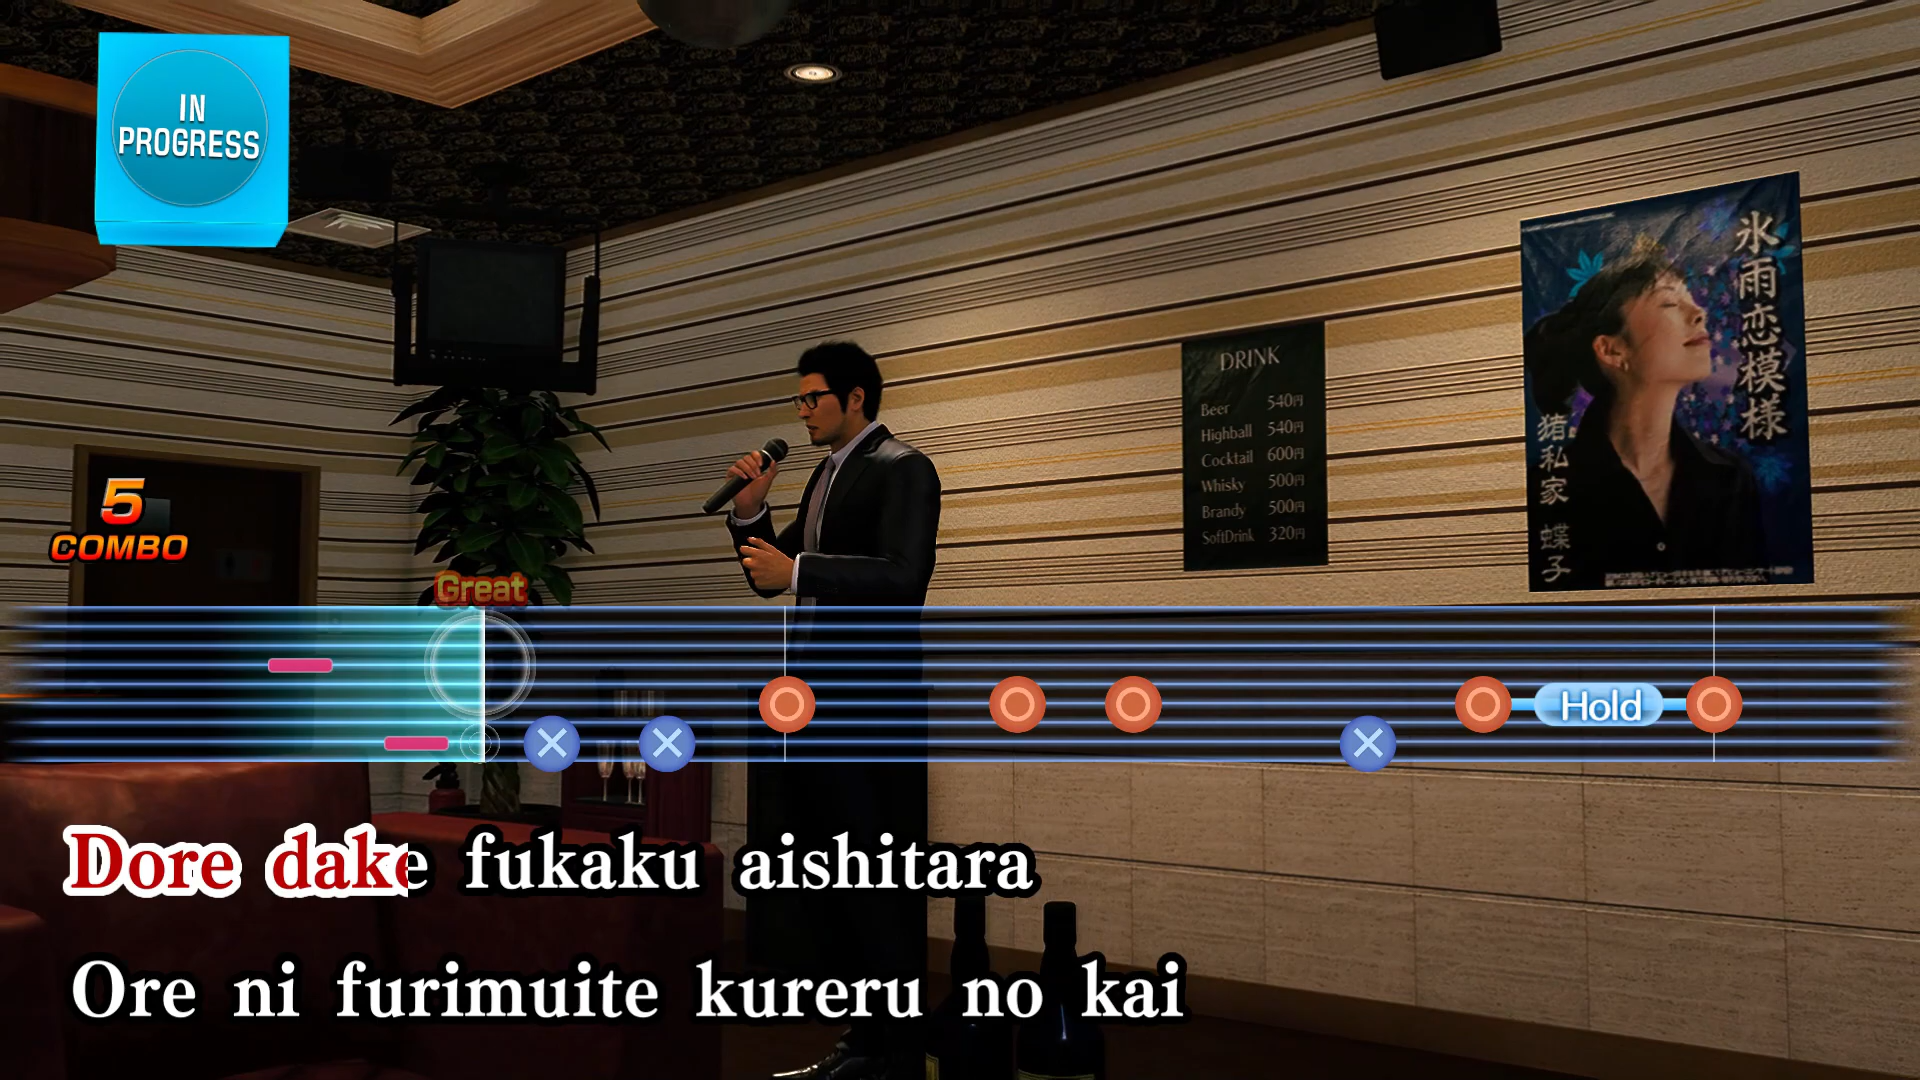 IN
PROGRESS
氷雨恋模様
猪私家 蝶子
DRINK
Beer 540円
Highball 540円
Cocktail 600円
Whisky 500円
Brandy 500円
SoftDrink 320円
5
COMBO
Great
Hold
Dore dake fukaku aishitara
Ore ni furimuite kureru no kai